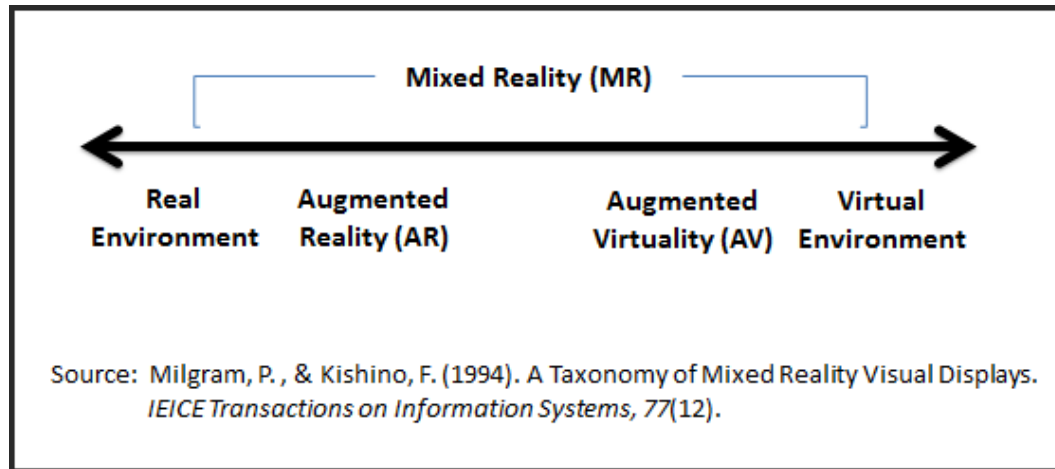 Mixed Reality (MR)
Real Environment
Augmented Reality (AR)
Augmented Virtuality (AV)
Virtual Environment
Source: Milgram, P., & Kishino, F. (1994). A Taxonomy of Mixed Reality Visual Displays.
IEICE Transactions on Information Systems, 77(12).